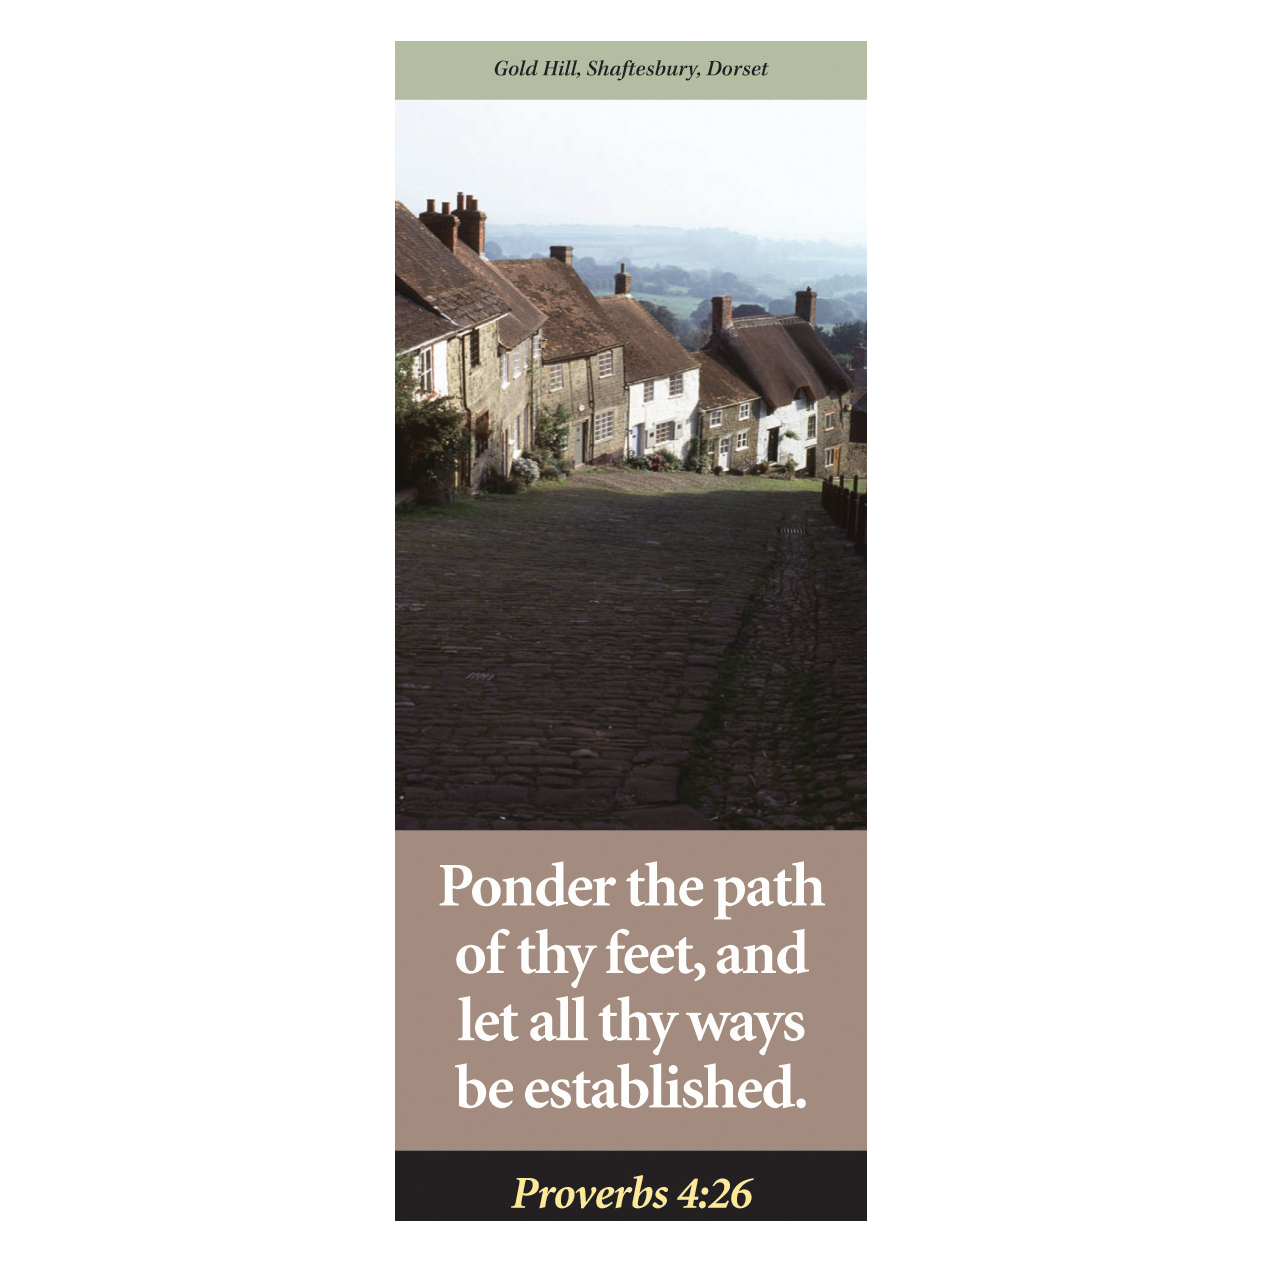 Gold Hill, Shaftesbury, Dorset
Ponder the path
of thy feet, and
let all thy ways
be established.
Proverbs 4:26